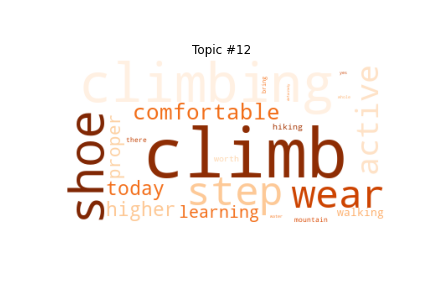 Topic #12
climbing
bring
yes
!
active
shoe
proper
comfortable
there
climb
hiking
worth
today
step
wear
higher
learning
mountain
walking